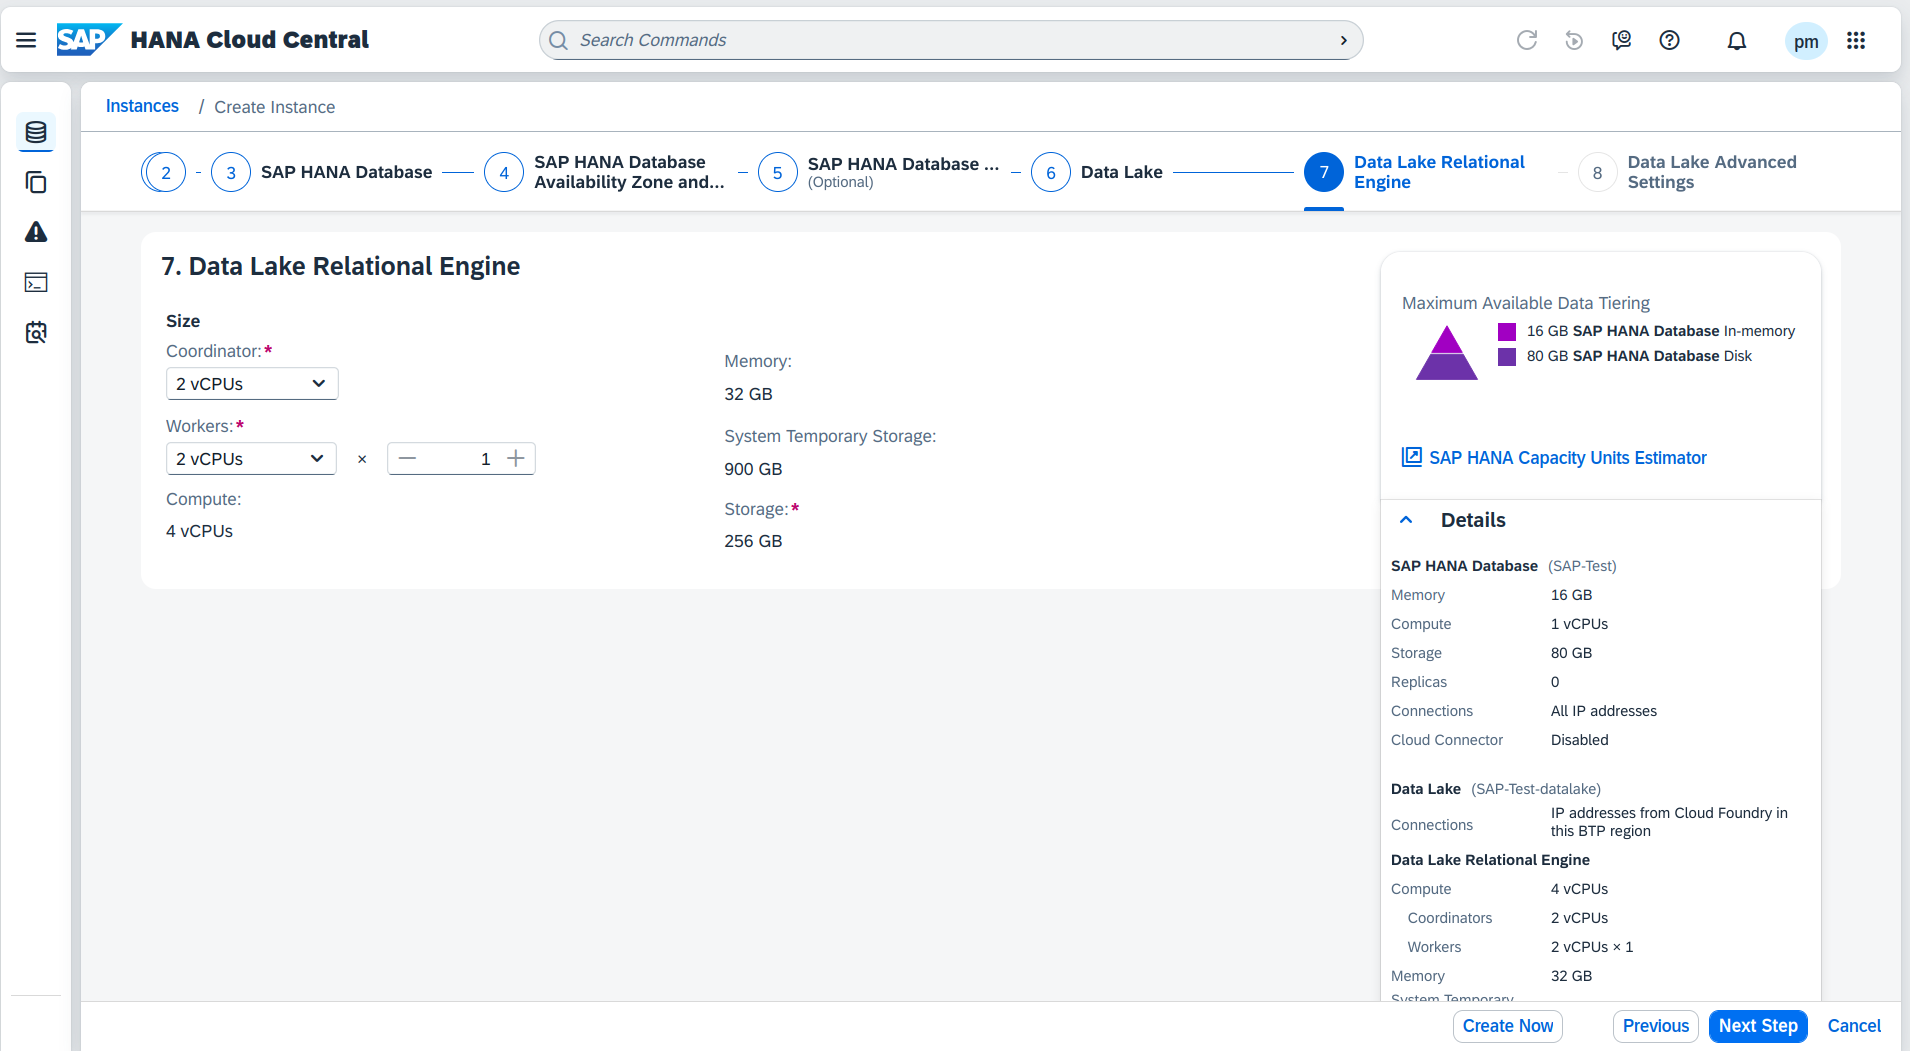 SAP HANA Cloud Central
Search Commands
pm
Instances / Create Instance
2 3 SAP HANA Database
4 SAP HANA Database
Availability Zone and...
5 SAP HANA Database ...
(Optional)
6 Data Lake
7 Data Lake Relational
Engine
8 Data Lake Advanced
Settings
7. Data Lake Relational Engine
Size
Coordinator:*
2 vCPUs
Workers:*
2 vCPUs × 1
Compute:
4 vCPUs
Memory:
32 GB
System Temporary Storage:
900 GB
Storage:*
256 GB
Maximum Available Data Tiering
16 GB SAP HANA Database In-memory
80 GB SAP HANA Database Disk
SAP HANA Capacity Units Estimator
Details
SAP HANA Database (SAP-Test)
Memory 16 GB
Compute 1 vCPUs
Storage 80 GB
Replicas 0
Connections All IP addresses
Cloud Connector Disabled
Data Lake (SAP-Test-datalake)
Connections IP addresses from Cloud Foundry in
this BTP region
Data Lake Relational Engine
Compute 4 vCPUs
Coordinators 2 vCPUs
Workers 2 vCPUs × 1
Memory 32 GB
System Temporary
Create Now Previous Next Step Cancel